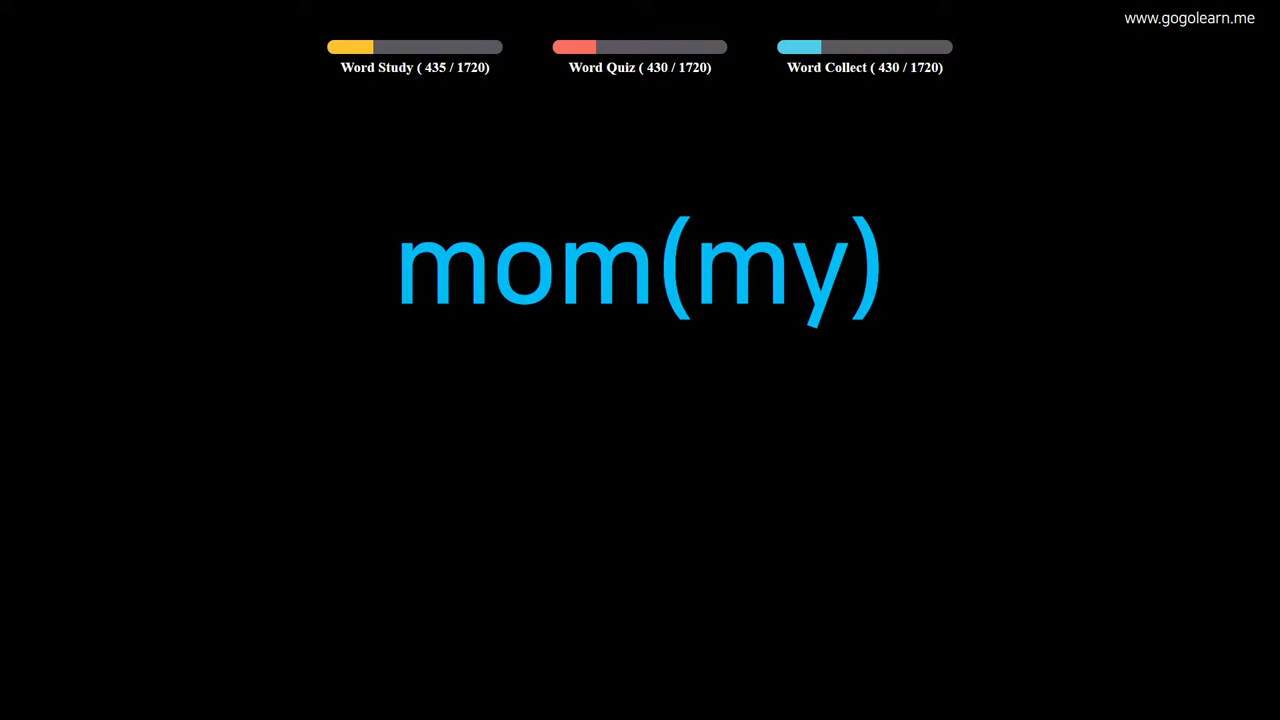 www.gogolearn.me
Word Study ( 435 / 1720)
Word Quiz ( 430 / 1720)
Word Collect ( 430 / 1720)
mom(my)